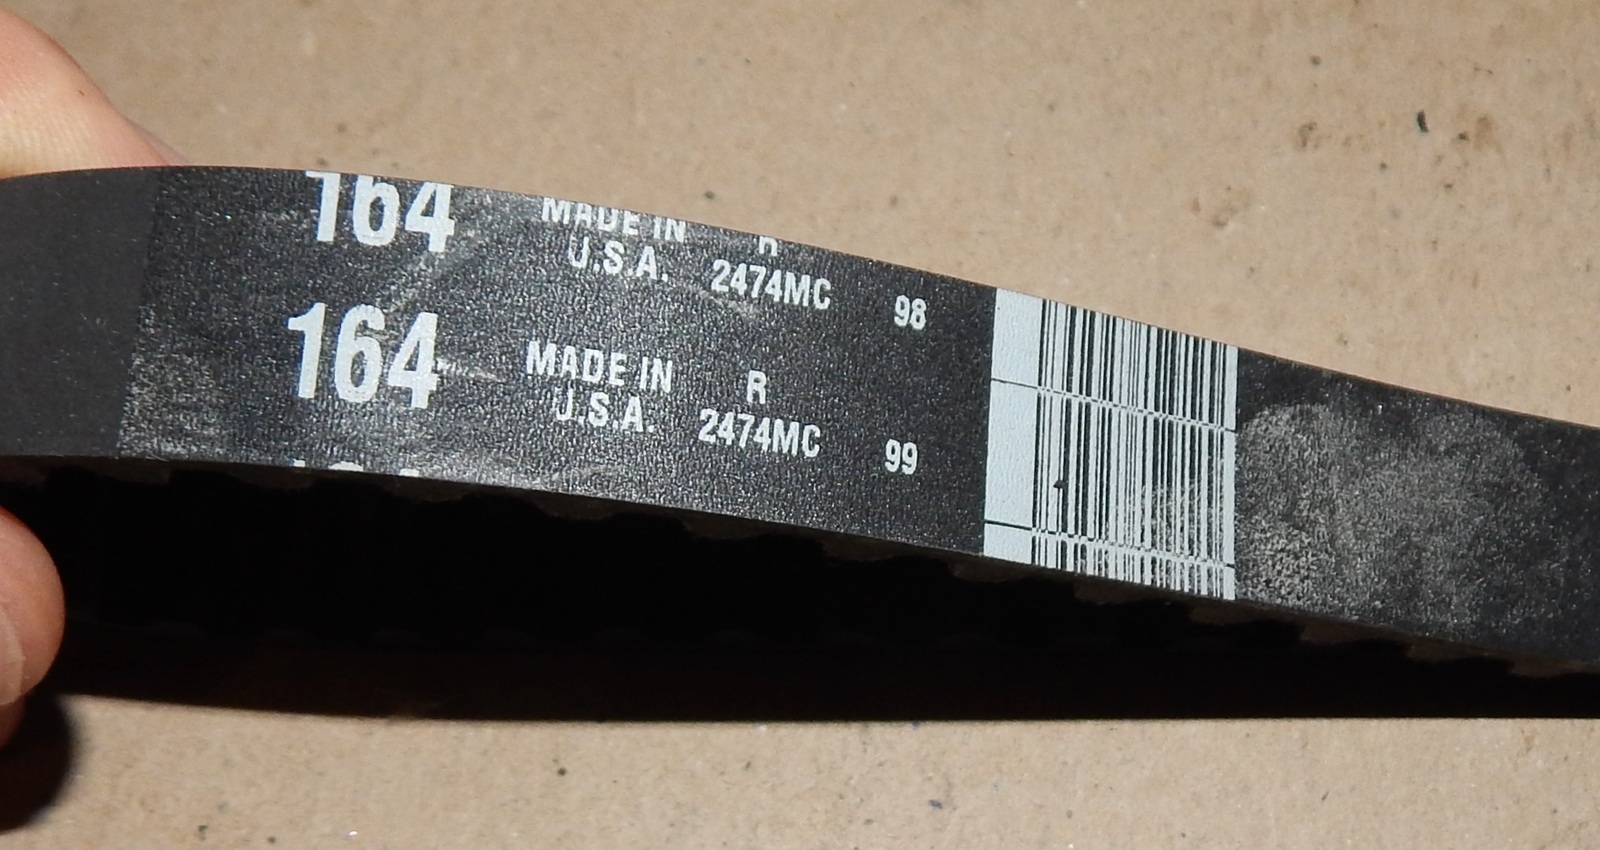 164
MADE IN
U.S.A.
R
2474MC
98
164
MADE IN
U.S.A.
R
2474MC
99